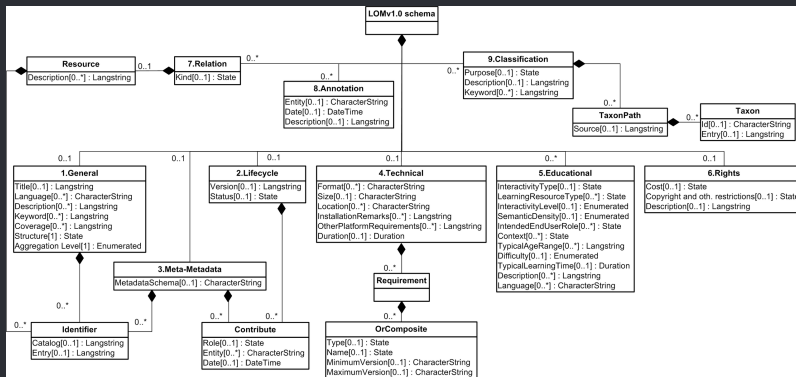 LOMv1.0 schema
Resource
Description[0..*] : Langstring
0..1
7.Relation
Kind[0..1] : State
0..*
0..*
8.Annotation
Entity[0..1] : CharacterString
Date[0..1] : DateTime
Description[0..1] : Langstring
0..*
9.Classification
Purpose[0..1] : State
Description[0..1] : Langstring
Keyword[0..*] : Langstring
0..*
TaxonPath
Source[0..1] : Langstring
0..*
Taxon
Id[0..1] : CharacterString
Entry[0..1] : Langstring
0..1
0..1
0..1
0..1
0..*
0..1
1.General
Title[0..1] : Langstring
Language[0..*] : CharacterString
Description[0..*] : Langstring
Keyword[0..*] : Langstring
Coverage[0..*] : Langstring
Structure[1] : State
Aggregation Level[1] : Enumerated
2.Lifecycle
Version[0..1] : Langstring
Status[0..1] : State
4.Technical
Format[0..*] : CharacterString
Size[0..1] : CharacterString
Location[0..*] : CharacterString
InstallationRemarks[0..*] : Langstring
OtherPlatformRequirements[0..*] : Langstring
Duration[0..1] : Duration
5.Educational
InteractivityType[0..1] : State
LearningResourceType[0..*] : State
InteractivityLevel[0..1] : Enumerated
SemanticDensity[0..1] : Enumerated
IntendedEndUserRole[0..*] : State
Context[0..*] : State
TypicalAgeRange[0..*] : Langstring
Difficulty[0..1] : Enumerated
TypicalLearningTime[0..1] : Duration
Description[0..*] : Langstring
Language[0..*] : CharacterString
6.Rights
Cost[0..1] : State
Copyright and oth. restrictions[0..1] : State
Description[0..1] : Langstring
3.Meta-Metadata
MetadataSchema[0..1] : CharacterString
0..*
Requirement
0..*
0..*
0..*
0..*
0..*
0..*
Identifier
Catalog[0..1] : Langstring
Entry[0..1] : Langstring
Contribute
Role[0..1] : State
Entity[0..*] : CharacterString
Date[0..1] : DateTime
OrComposite
Type[0..1] : State
Name[0..1] : State
MinimumVersion[0..1] : CharacterString
MaximumVersion[0..1] : CharacterString